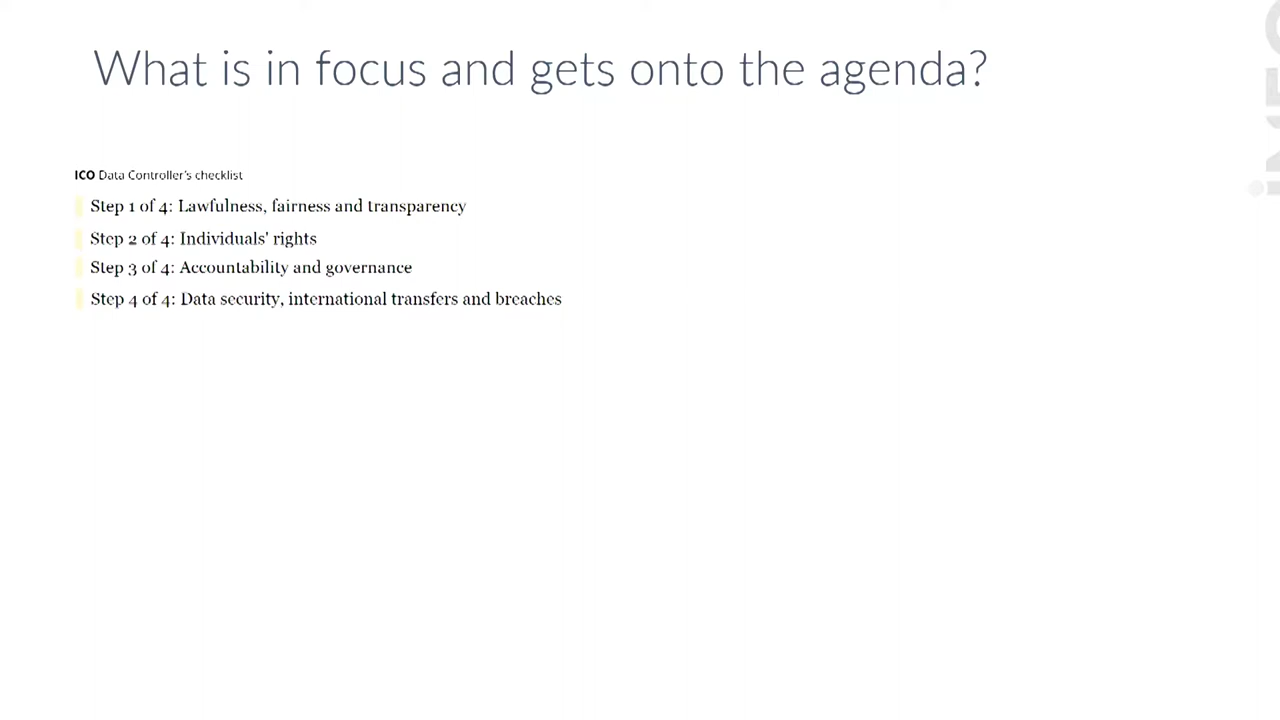 What is in focus and gets onto the agenda?
ICO Data Controller's checklist
Step 1 of 4: Lawfulness, fairness and transparency
Step 2 of 4: Individuals' rights
Step 3 of 4: Accountability and governance
Step 4 of 4: Data security, international transfers and breaches